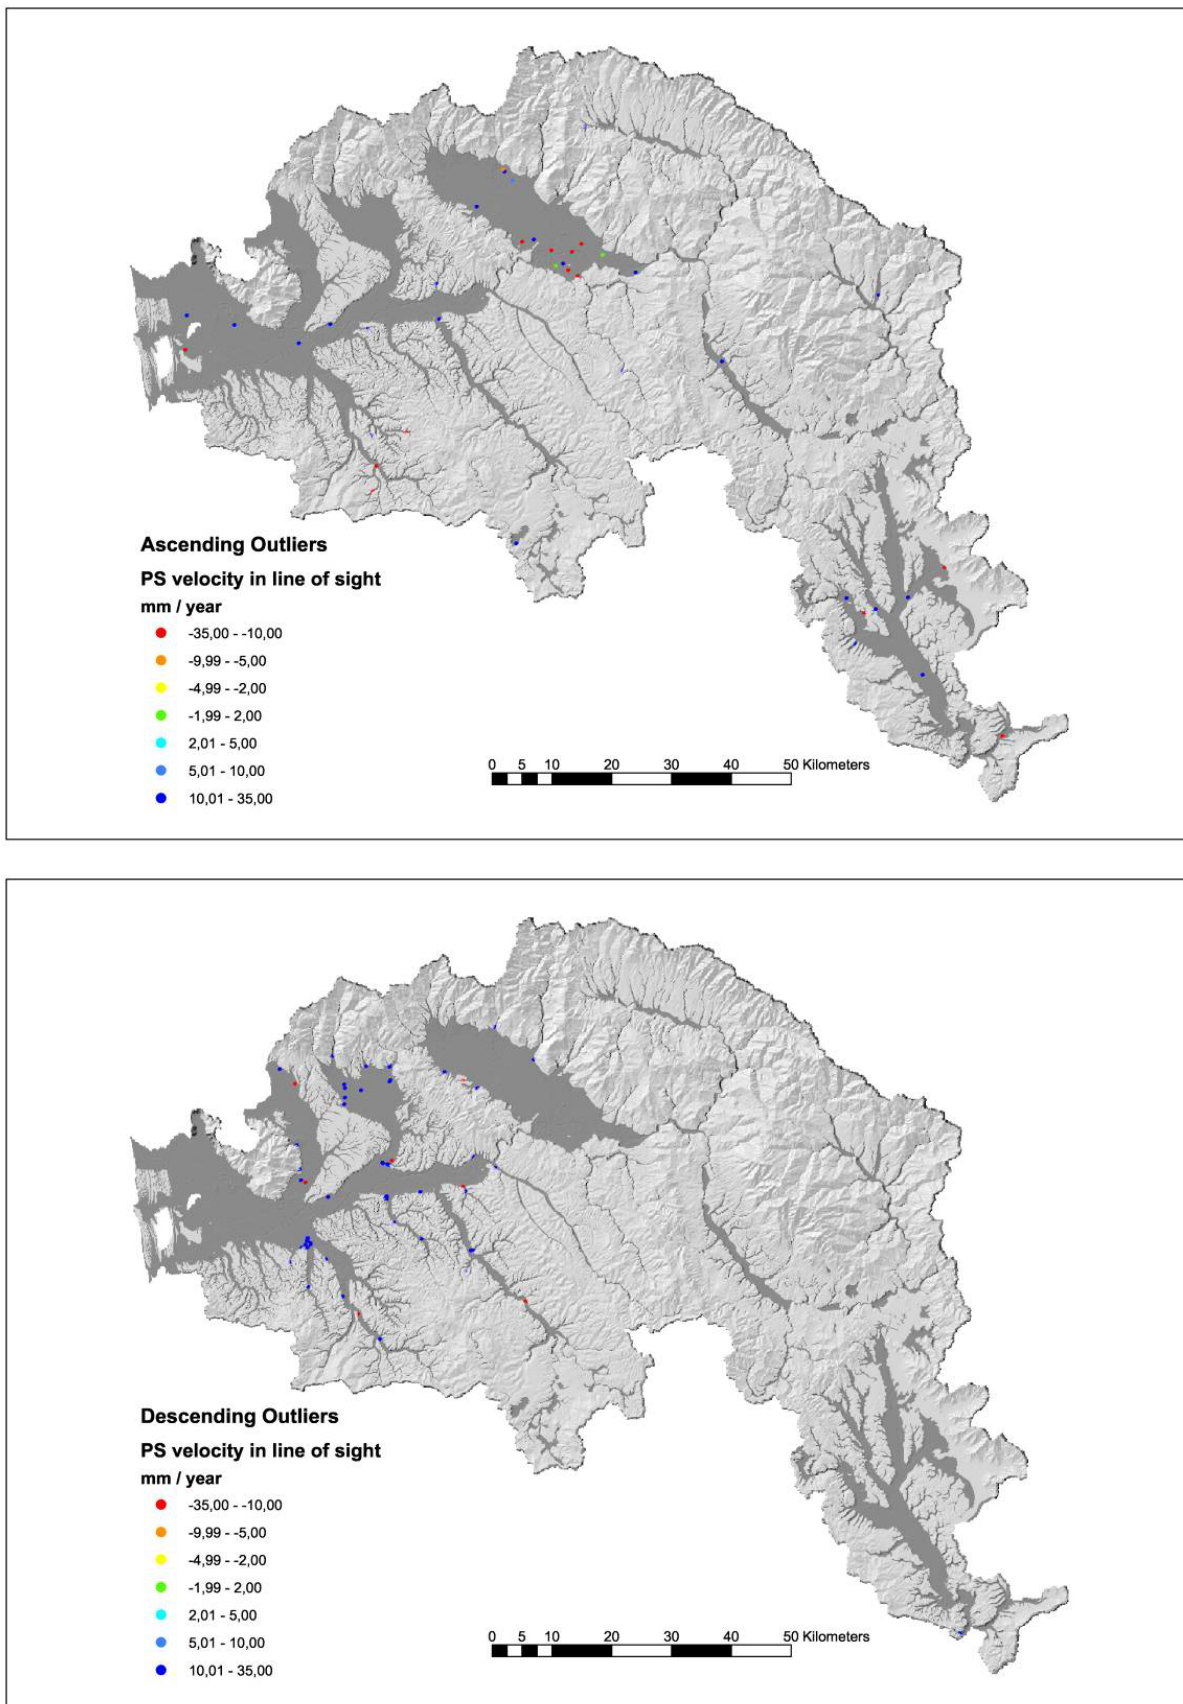 Ascending Outliers
PS velocity in line of sight
mm / year
-35,00 - -10,00
-9,99 - -5,00
-4,99 - -2,00
-1,99 - 2,00
2,01 - 5,00
5,01 - 10,00
10,01 - 35,00
0 5 10 20 30 40 50 Kilometers
Descending Outliers
PS velocity in line of sight
mm / year
-35,00 - -10,00
-9,99 - -5,00
-4,99 - -2,00
-1,99 - 2,00
2,01 - 5,00
5,01 - 10,00
10,01 - 35,00
0 5 10 20 30 40 50 Kilometers